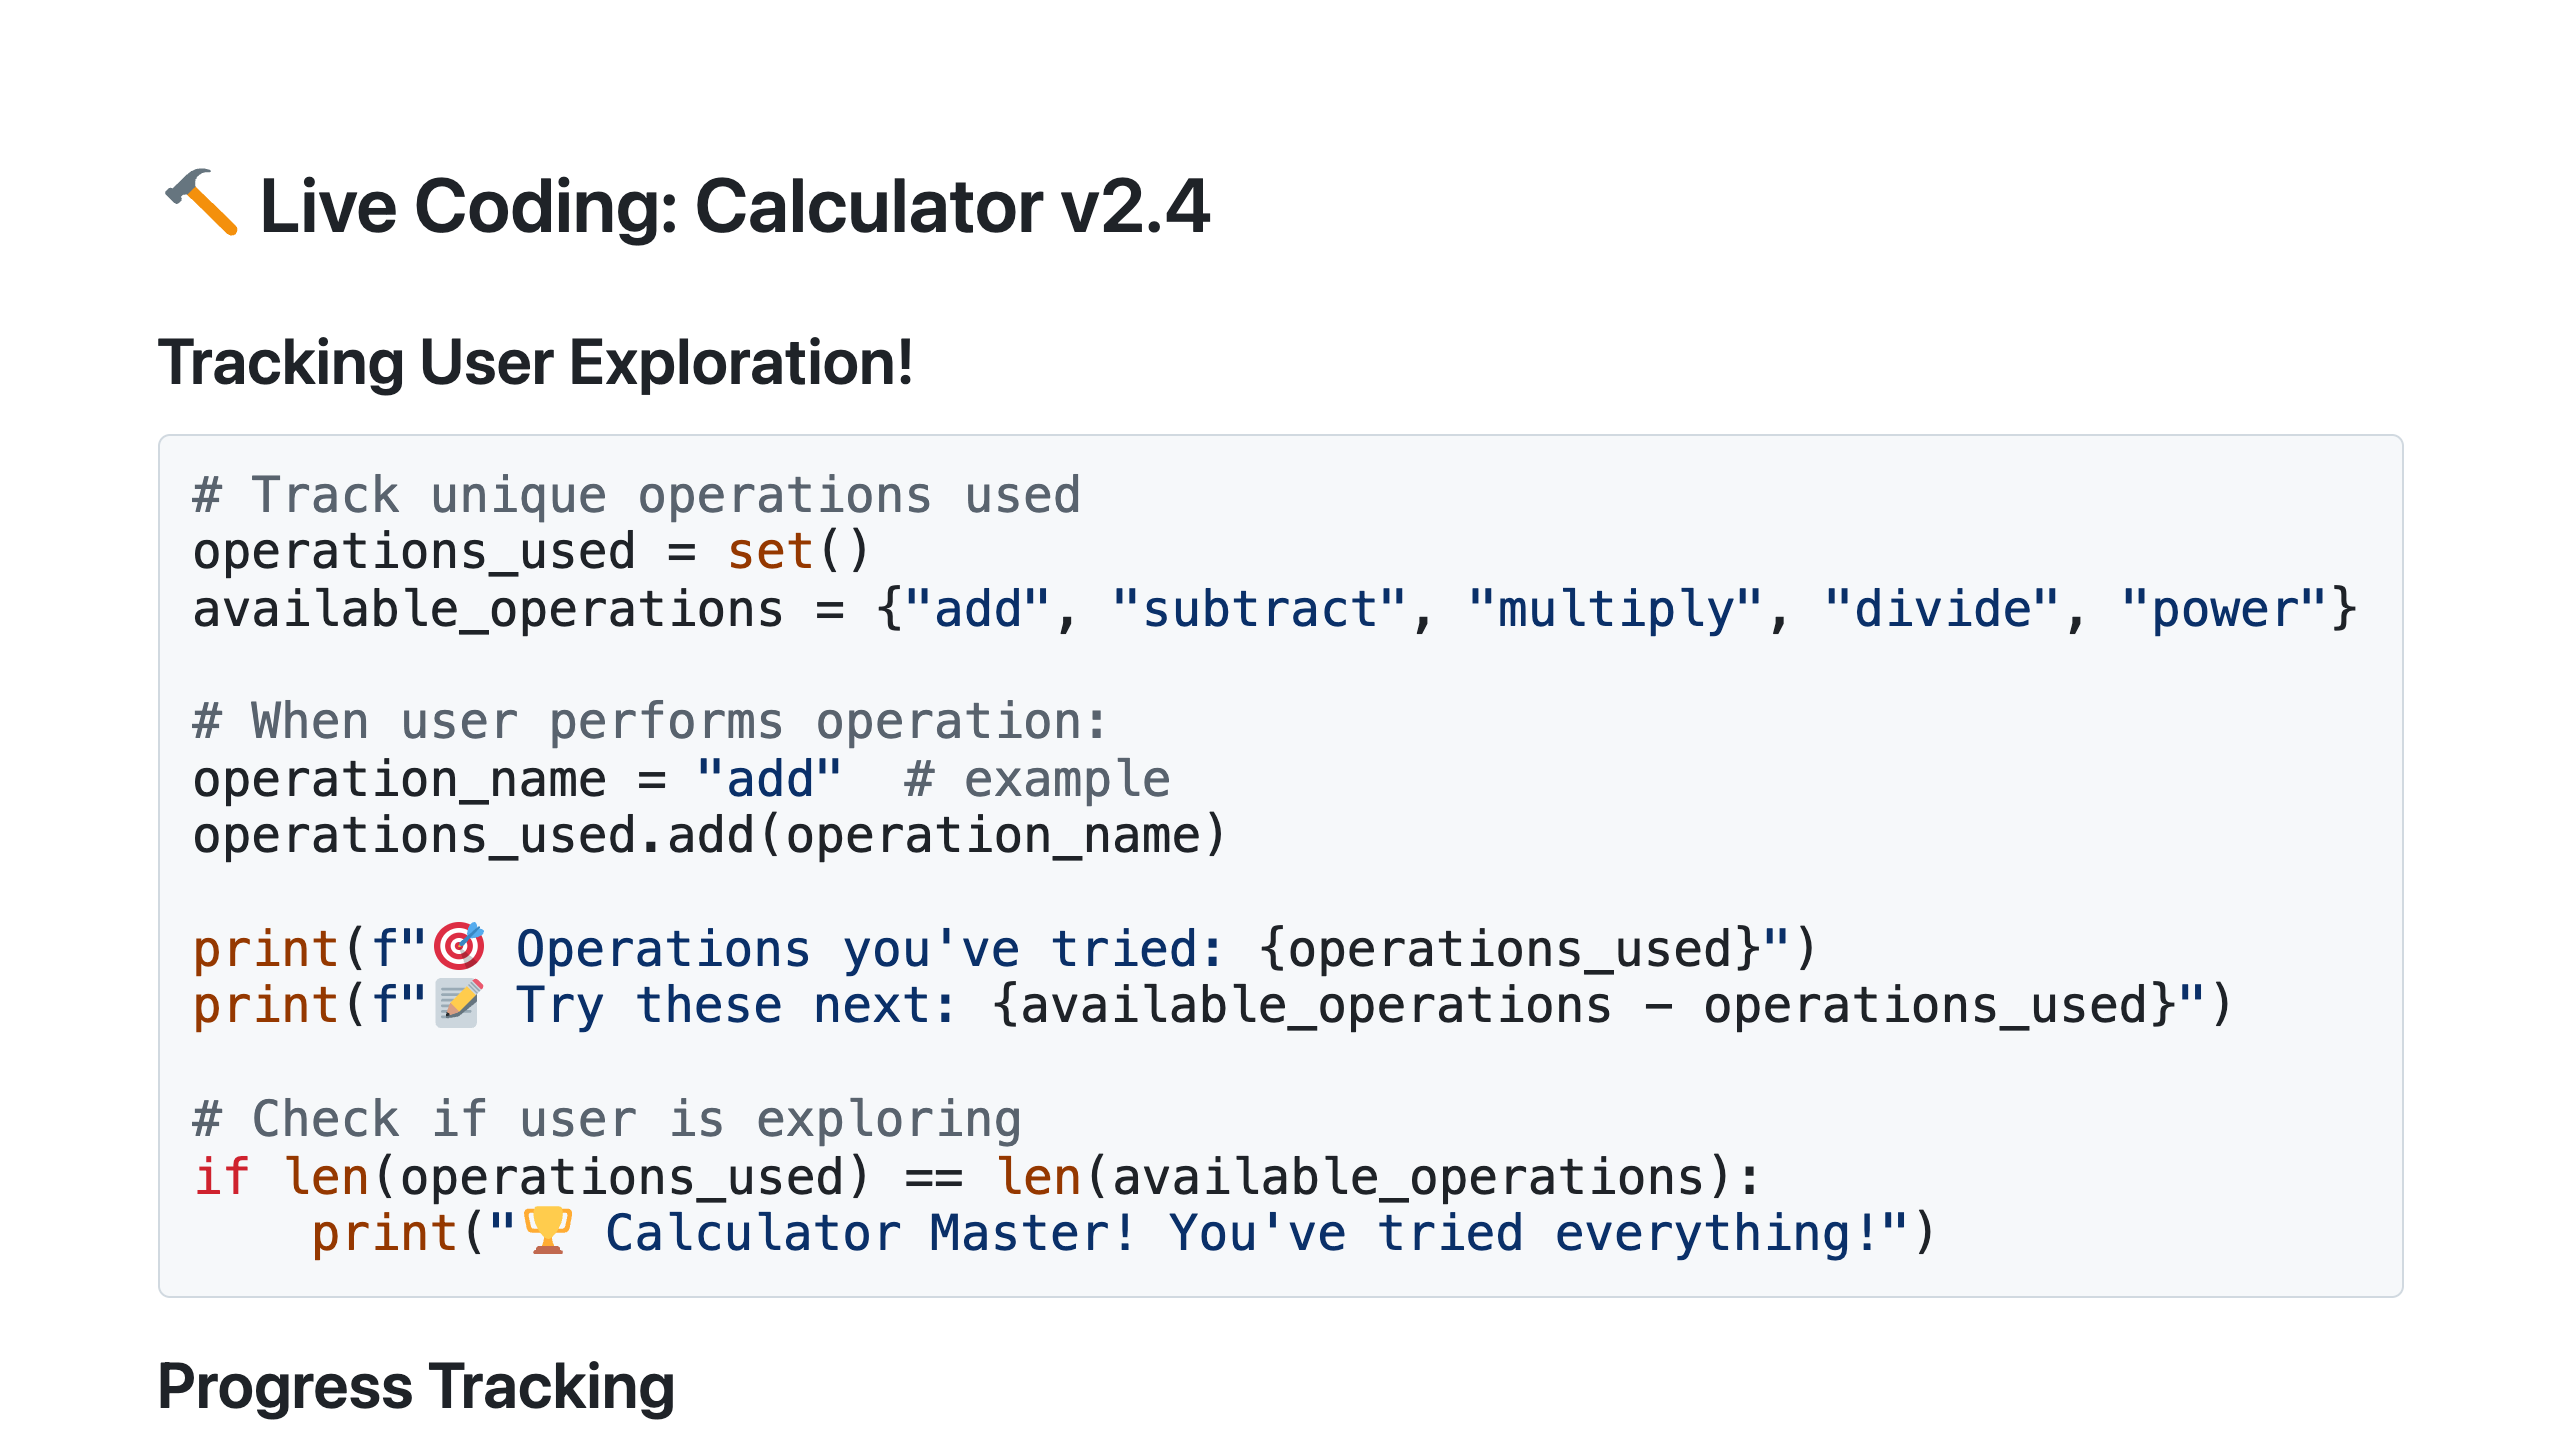 🔨 Live Coding: Calculator v2.4
Tracking User Exploration!
# Track unique operations used
operations_used = set()
available_operations = {"add", "subtract", "multiply", "divide", "power"}
# When user performs operation:
operation_name = "add"  # example
operations_used.add(operation_name)
print(f"🎯 Operations you've tried: {operations_used}")
print(f"📝 Try these next: {available_operations - operations_used}")
# Check if user is exploring
if len(operations_used) == len(available_operations):
    print("🏆 Calculator Master! You've tried everything!")
Progress Tracking